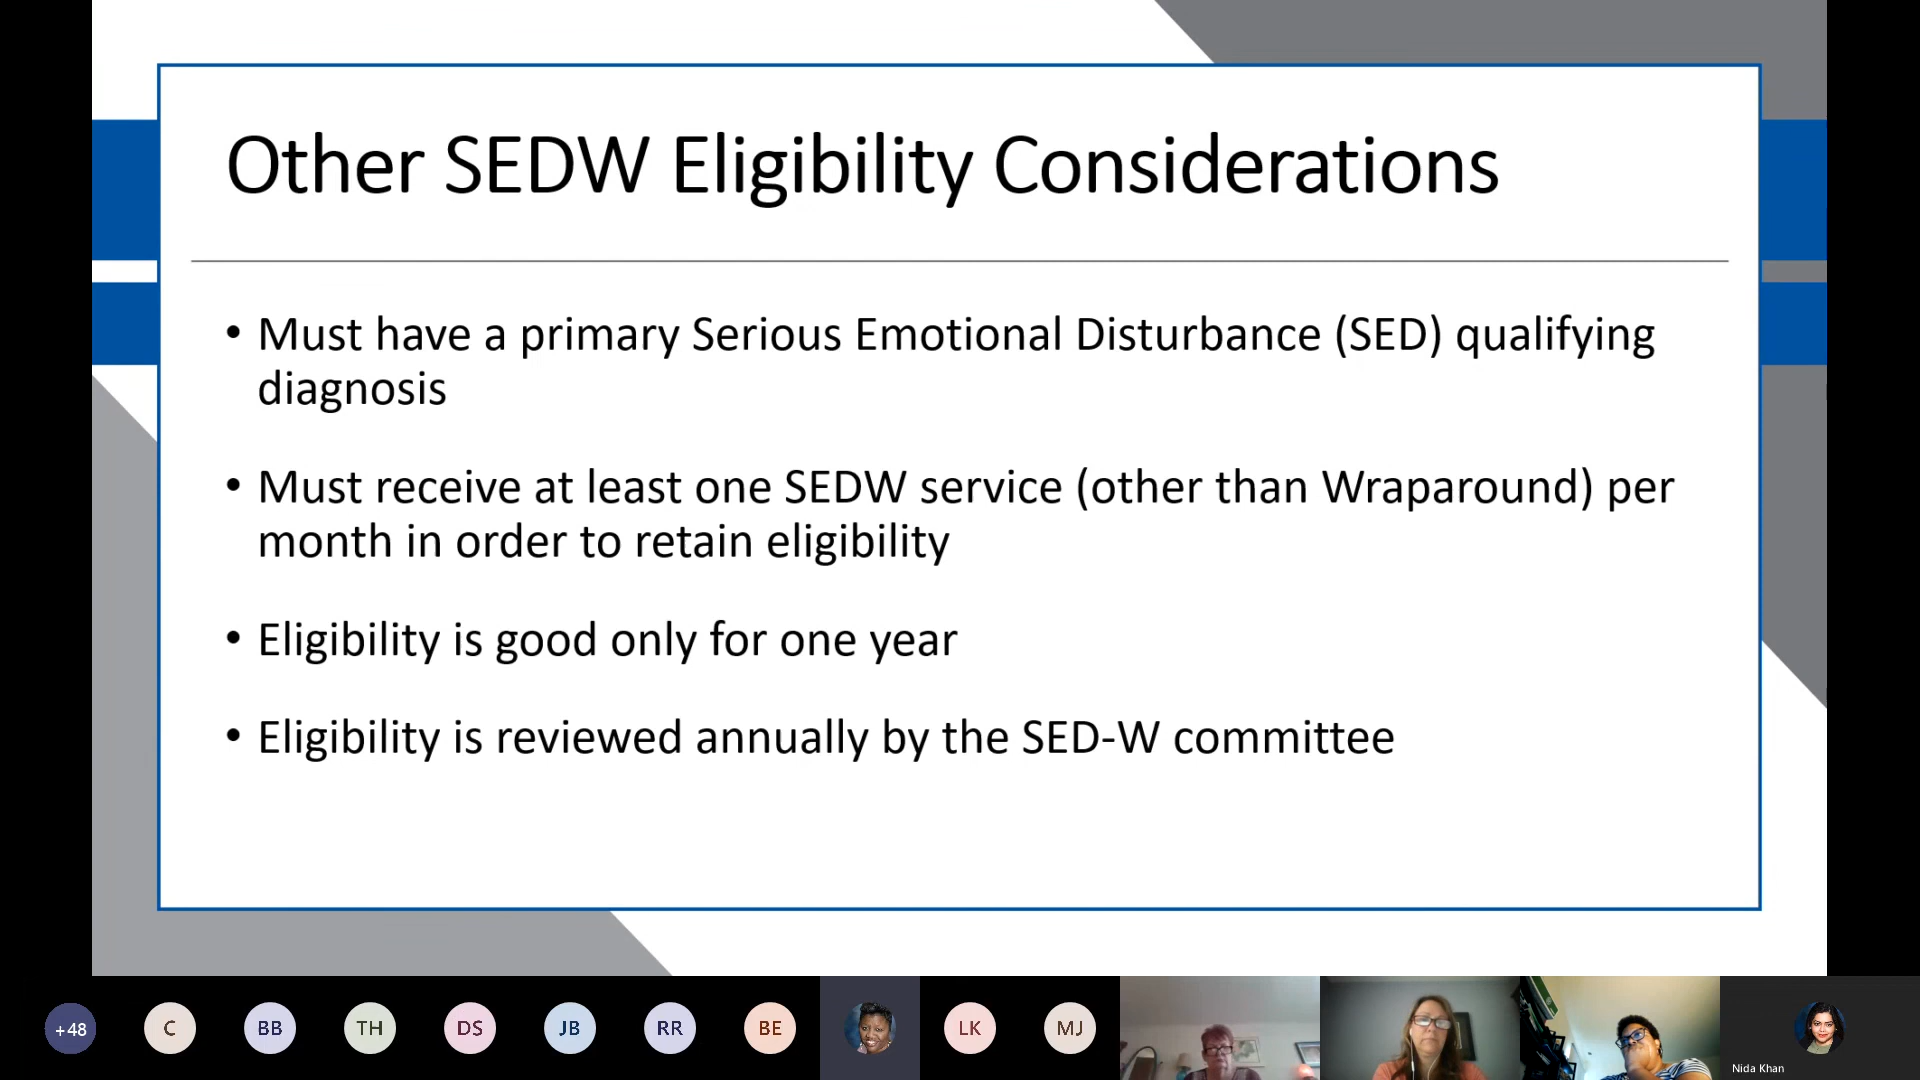 Other SEDW Eligibility Considerations
• Must have a primary Serious Emotional Disturbance (SED) qualifying
diagnosis
• Must receive at least one SEDW service (other than Wraparound) per
month in order to retain eligibility
• Eligibility is good only for one year
• Eligibility is reviewed annually by the SED-W committee
+48
C
BB
TH
DS
JB
RR
BE
LK
MJ
Nida Khan